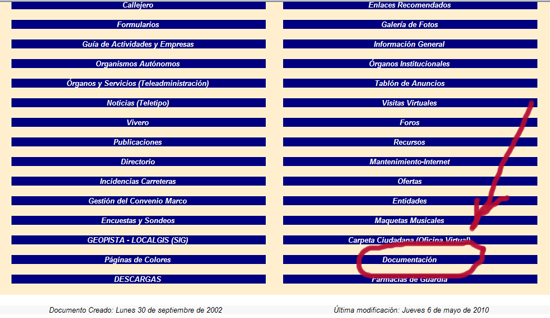 Callejero
Formularios
Guía de Actividades y Empresas
Organismos Autónomos
Órganos y Servicios (Teleadministración)
Noticias (Teletipo)
Vivero
Publicaciones
Directorio
Incidencias Carreteras
Gestión del Convenio Marco
Encuestas y Sondeos
GEOPISTA - LOCALGIS (SIG)
Páginas de Colores
DESCARGAS
Enlaces Recomendados
Galería de Fotos
Información General
Órganos Institucionales
Tablón de Anuncios
Visitas Virtuales
Foros
Recursos
Mantenimiento-Internet
Ofertas
Entidades
Maquetas Musicales
Carpeta Ciudadana (Oficina Virtual)
Documentación
Farmacias de Guardia
Documento Creado: Lunes 30 de septiembre de 2002
Última modificación: Jueves 6 de mayo de 2010